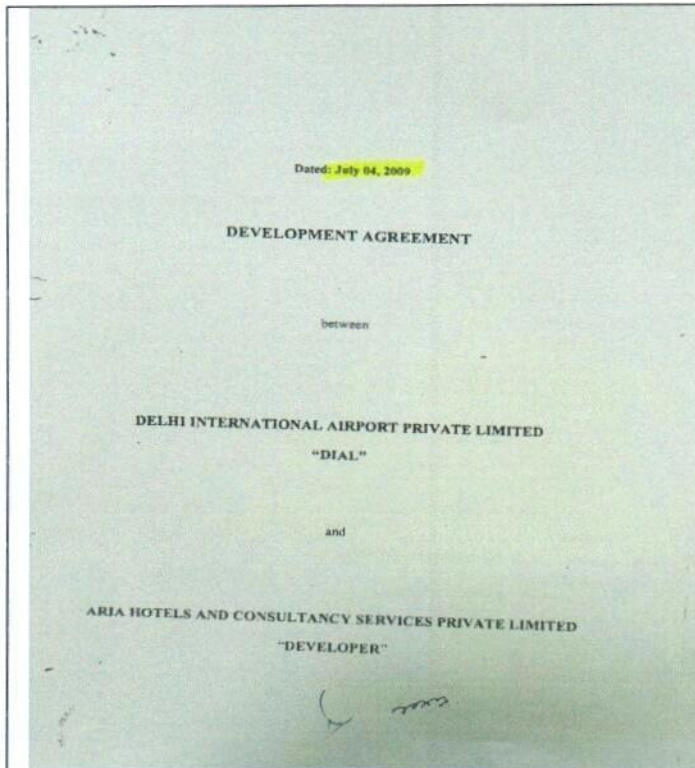 Dated: July 04, 2009
DEVELOPMENT AGREEMENT
between
DELHI INTERNATIONAL AIRPORT PRIVATE LIMITED
“DIAL”
and
ARIA HOTELS AND CONSULTANCY SERVICES PRIVATE LIMITED
“DEVELOPER”